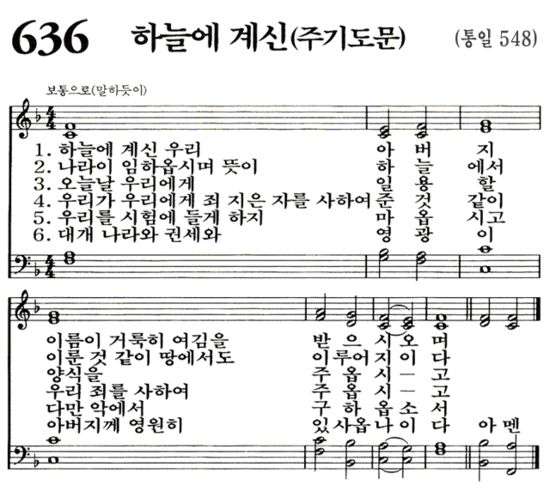 636 하늘에 계신(주기도문) (통일 548)
보통으로(말하듯이)
1. 하늘에 계신 우리 아 버 지
2. 나라이 임하옵시며 뜻이 하 늘 에서
3. 오늘날 우리에게 일 용 할
4. 우리가 우리에게 죄 지은 자를 사하여 준 것 같이
5. 우리를 시험에 들게 하지 마 옵 시고
6. 대개 나라와 권세와 영 광 이
이름이 거룩히 여김을 받 으 시 오 며
이룬 것 같이 땅에서도 이루어 지 이 다
양식을 주 옵 시 ─ 고
우리 죄를 사하여 주 옵 시 ─ 고
다만 악에서 구 하 옵 소 서
아버지께 영원히 있사옵 나 이 다 아 멘